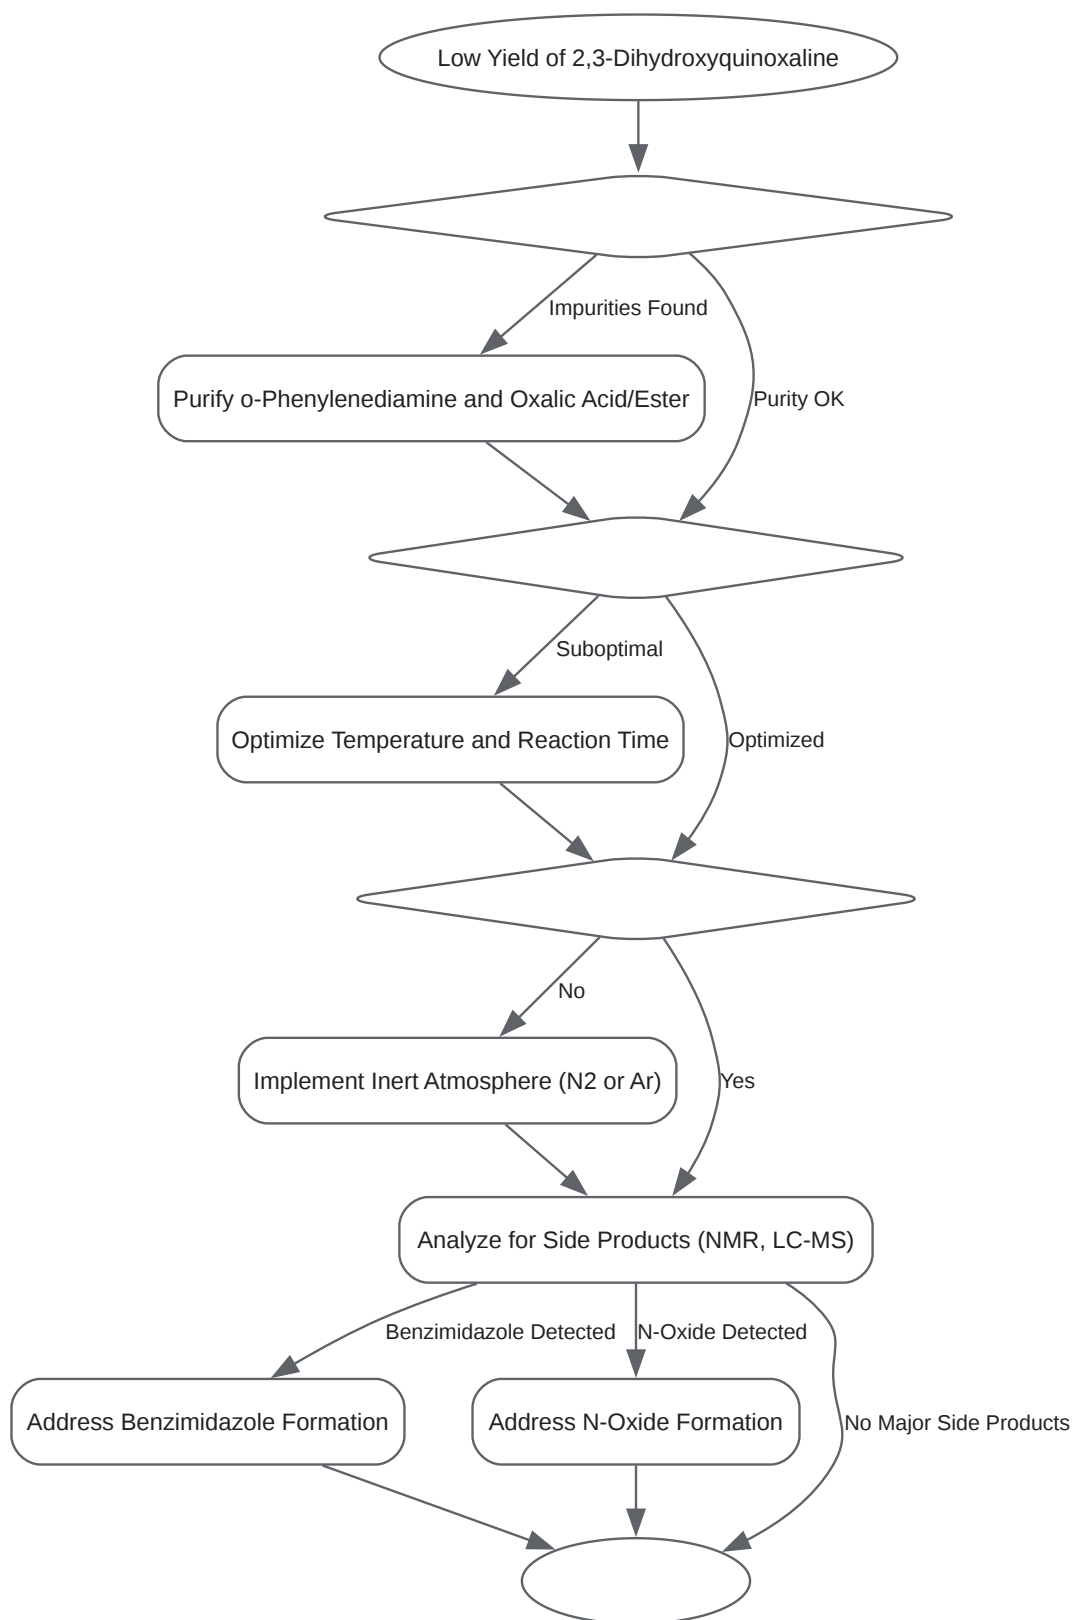 Low Yield of 2,3-Dihydroxyquinoxaline
Impurities Found
Purify o-Phenylenediamine and Oxalic Acid/Ester
Purity OK
Suboptimal
Optimize Temperature and Reaction Time
Optimized
No
Implement Inert Atmosphere (N2 or Ar)
Yes
Analyze for Side Products (NMR, LC-MS)
Benzimidazole Detected
N-Oxide Detected
Address Benzimidazole Formation
Address N-Oxide Formation
No Major Side Products